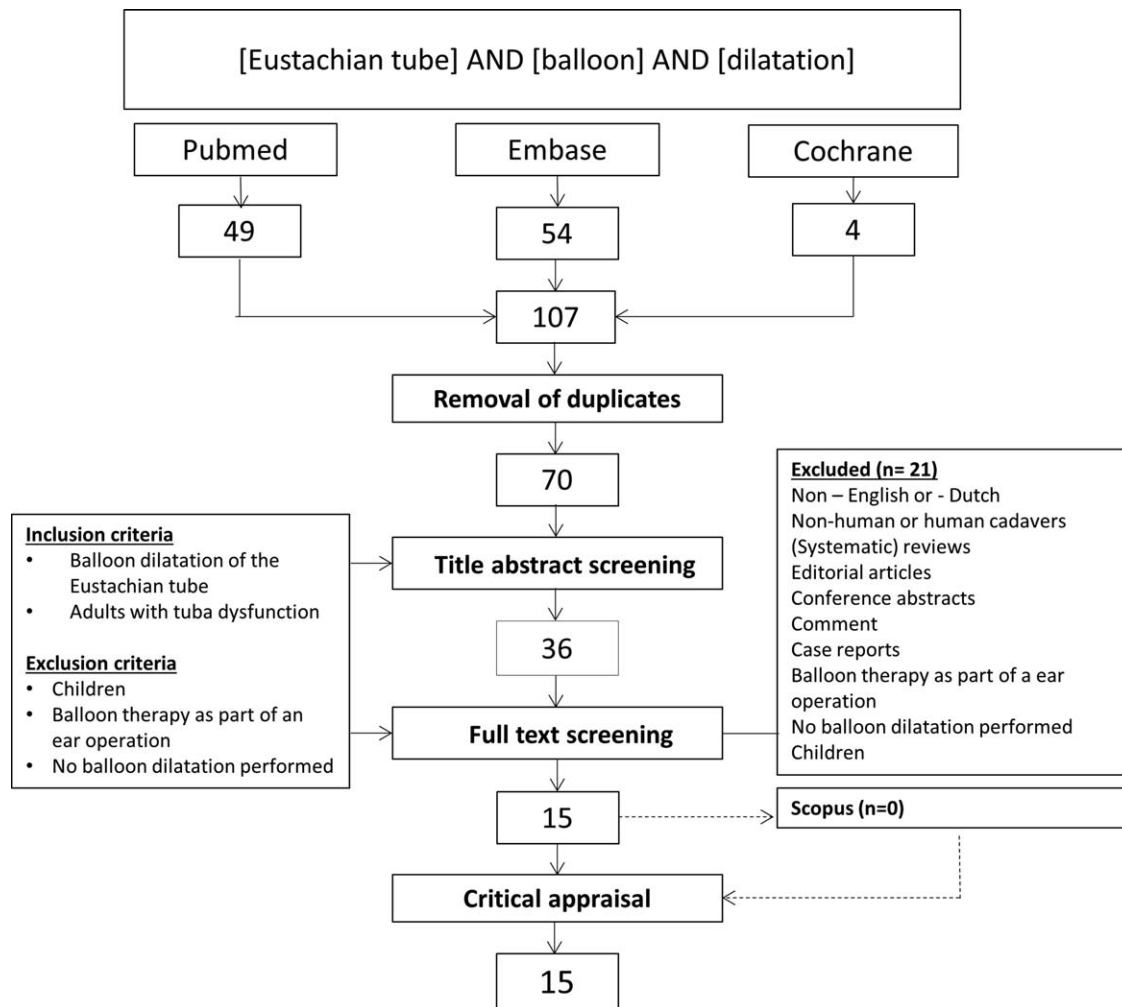 [Eustachian tube] AND [balloon] AND [dilatation]
Pubmed
Embase
Cochrane
49
54
4
107
Removal of duplicates
70
Inclusion criteria
• Balloon dilatation of the
Eustachian tube
• Adults with tuba dysfunction
Exclusion criteria
• Children
• Balloon therapy as part of an
ear operation
• No balloon dilatation performed
Title abstract screening
36
Full text screening
Excluded (n= 21)
Non – English or - Dutch
Non-human or human cadavers
(Systematic) reviews
Editorial articles
Conference abstracts
Comment
Case reports
Balloon therapy as part of a ear
operation
No balloon dilatation performed
Children
15
Scopus (n=0)
Critical appraisal
15